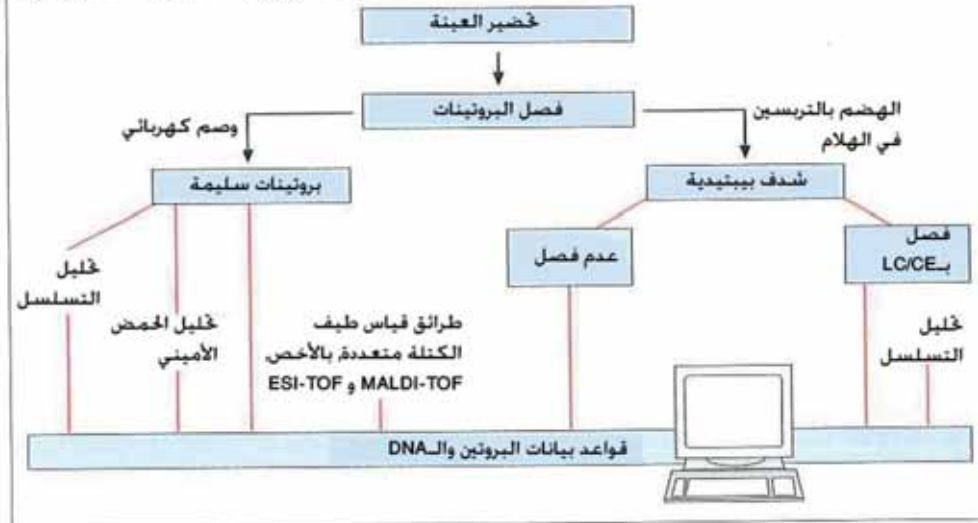 تحضير العينة
فصل البروتينات
الهضم بالتربسين
في الهلام
وصم كهربائي
شدف بيبتيدية
بروتينات سليمة
فصل
بـLC/CE
عدم فصل
تحليل
التسلسل
تحليل الحمض
الأميني
طرائق قياس طيف
الكتلة متعددة، بالأخص
MALDI-TOF و ESI-TOF
تحليل
التسلسل
قواعد بيانات البروتين والـDNA